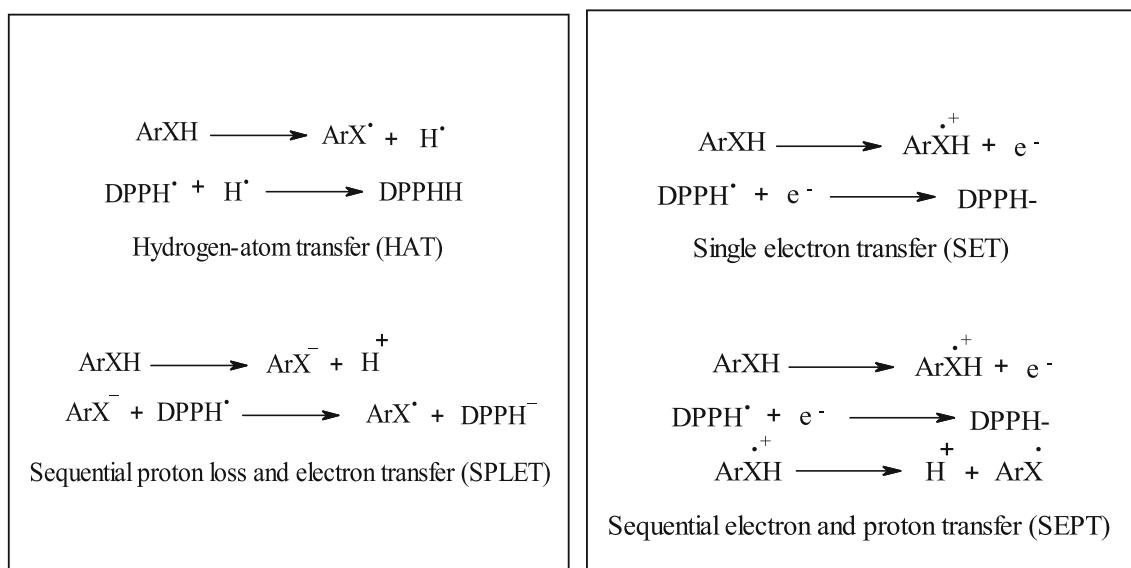 ArXH ⟶ ArX• + H•
DPPH• + H• ⟶ DPPHH
Hydrogen-atom transfer (HAT)
ArXH ⟶ ArX⁻ + H⁺
ArX⁻ + DPPH• ⟶ ArX• + DPPH⁻
Sequential proton loss and electron transfer (SPLET)
ArXH ⟶ ArXH•⁺ + e⁻
DPPH• + e⁻ ⟶ DPPH-
Single electron transfer (SET)
ArXH ⟶ ArXH•⁺ + e⁻
DPPH• + e⁻ ⟶ DPPH-
ArXH•⁺ ⟶ H⁺ + ArX•
Sequential electron and proton transfer (SEPT)